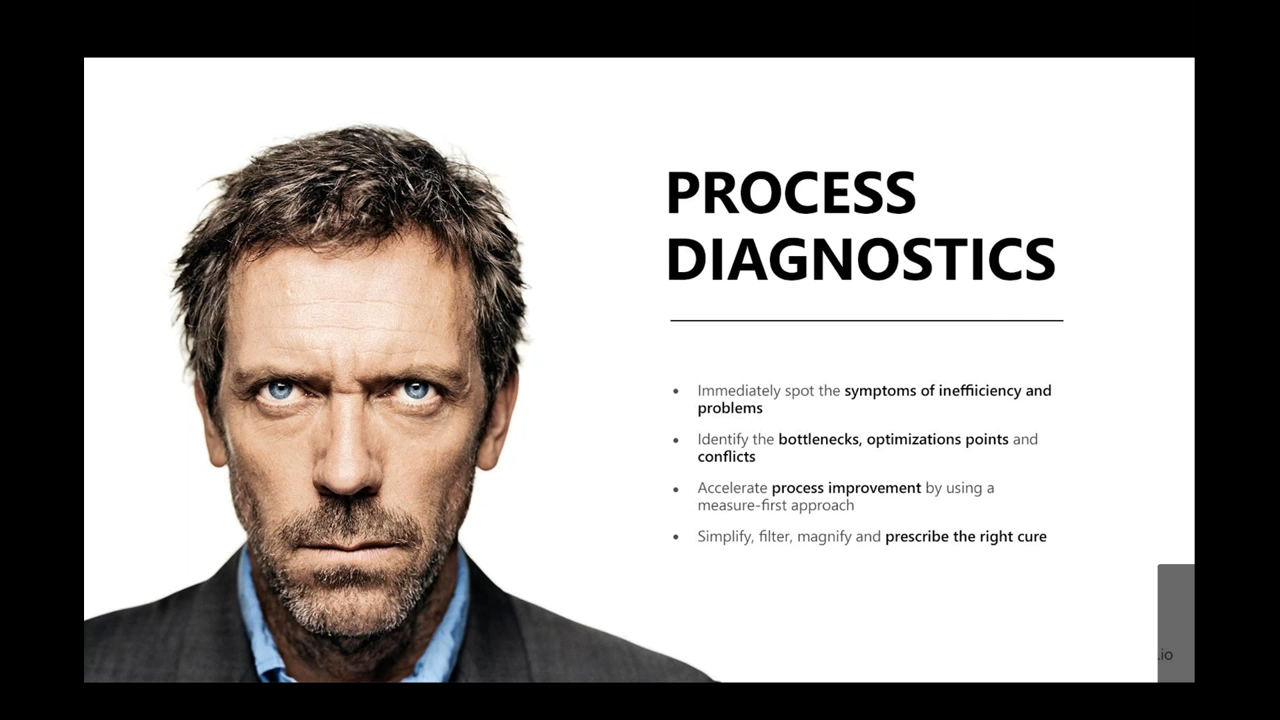 PROCESS
DIAGNOSTICS
• Immediately spot the symptoms of ineffiiciency and
problems
• Identify the bottlenecks, optimizations points and
conflicts
• Accelerate process improvement by using a
measure-first approach
• Simplify, filter, magnify and prescribe the right cure
.io